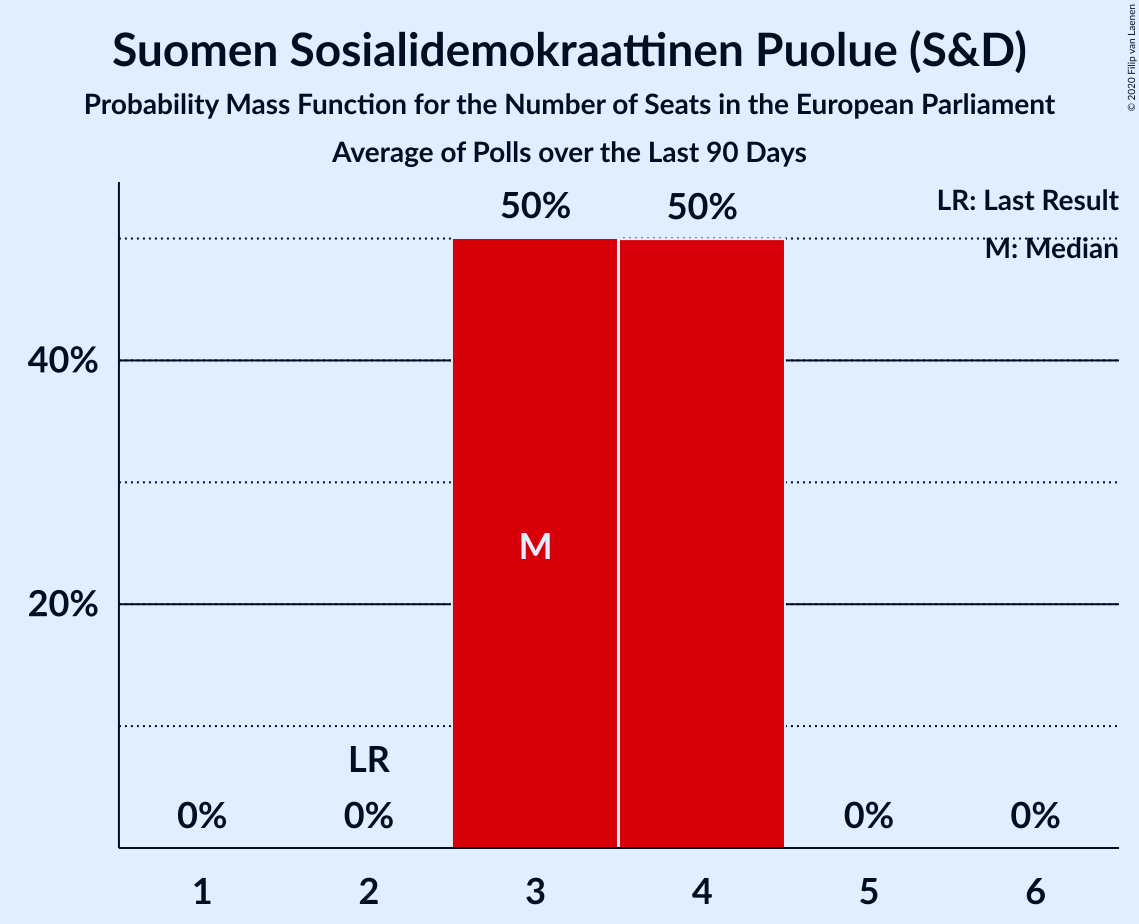 Suomen Sosialidemokraattinen Puolue (S&D)
Probability Mass Function for the Number of Seats in the European Parliament
Average of Polls over the Last 90 Days
© 2020 Filip van Laenen
LR: Last Result
M: Median
50%
50%
40%
20%
M
LR
0%
0%
0%
0%
1
2
3
4
5
6